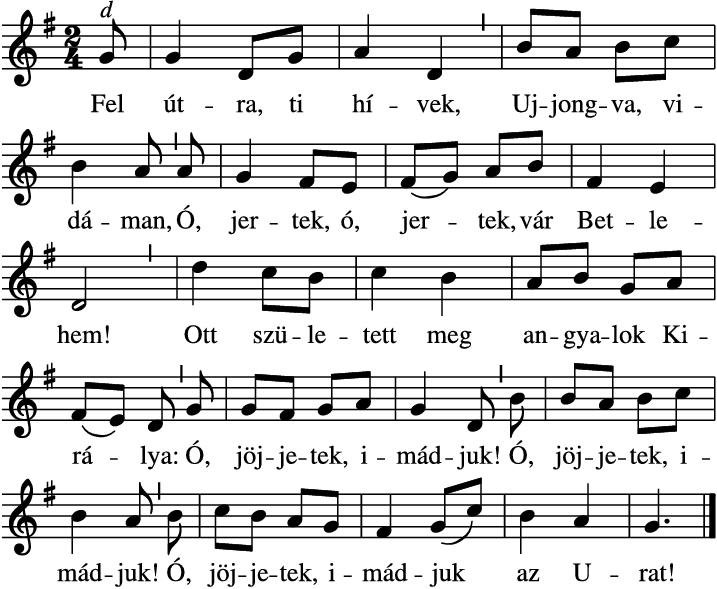 d
2
4
Fel út – ra, ti hí – vek, Uj – jong – va, vi –
dá – man, Ó, jer – tek, ó, jer – tek, vár Bet – le –
hem! Ott szü – le – tett meg an – gya – lok Ki –
rá – lya: Ó, jöj – je – tek, i – mád – juk! Ó, jöj – je – tek, i –
mád – juk! Ó, jöj – je – tek, i – mád – juk az U – rat!